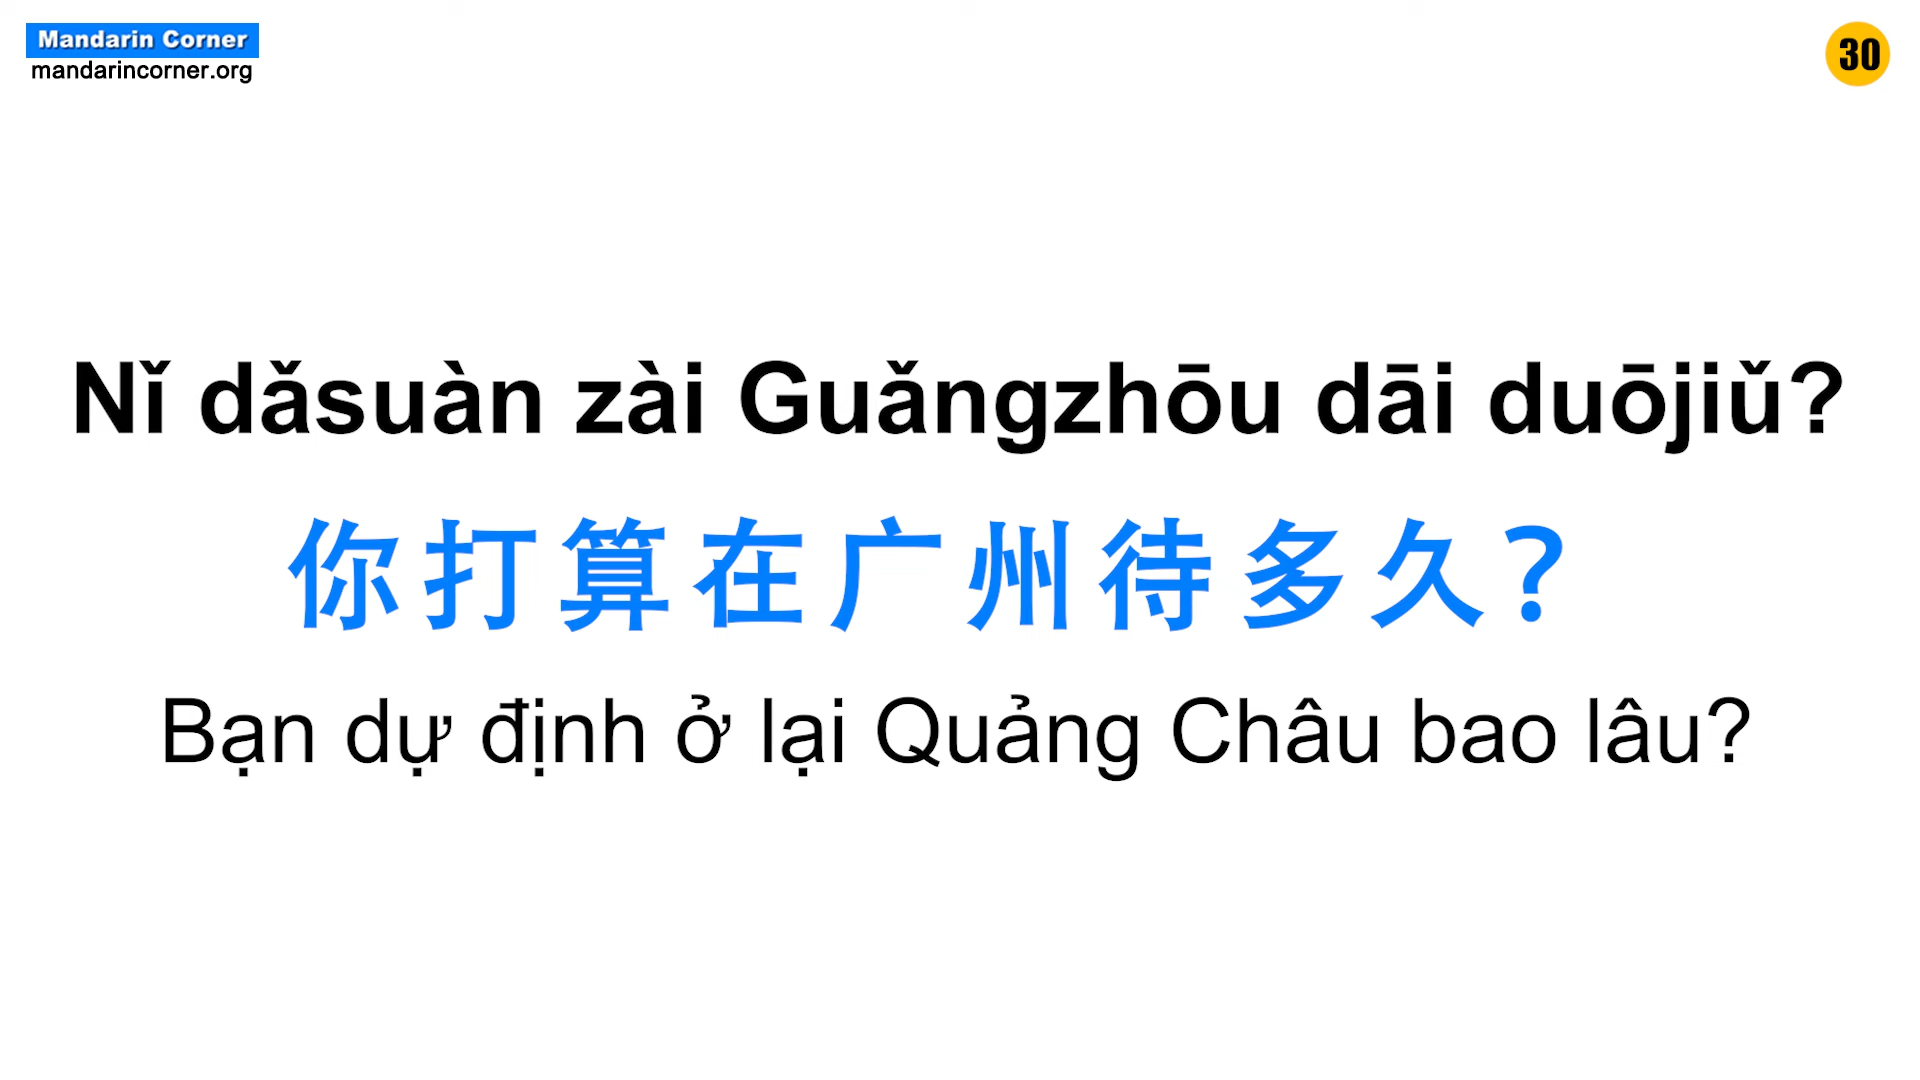 Mandarin Corner
mandarincorner.org
30
Nǐ dǎsuàn zài Guǎngzhōu dāi duōjiǔ?
你打算在广州待多久？
Bạn dự định ở lại Quảng Châu bao lâu?